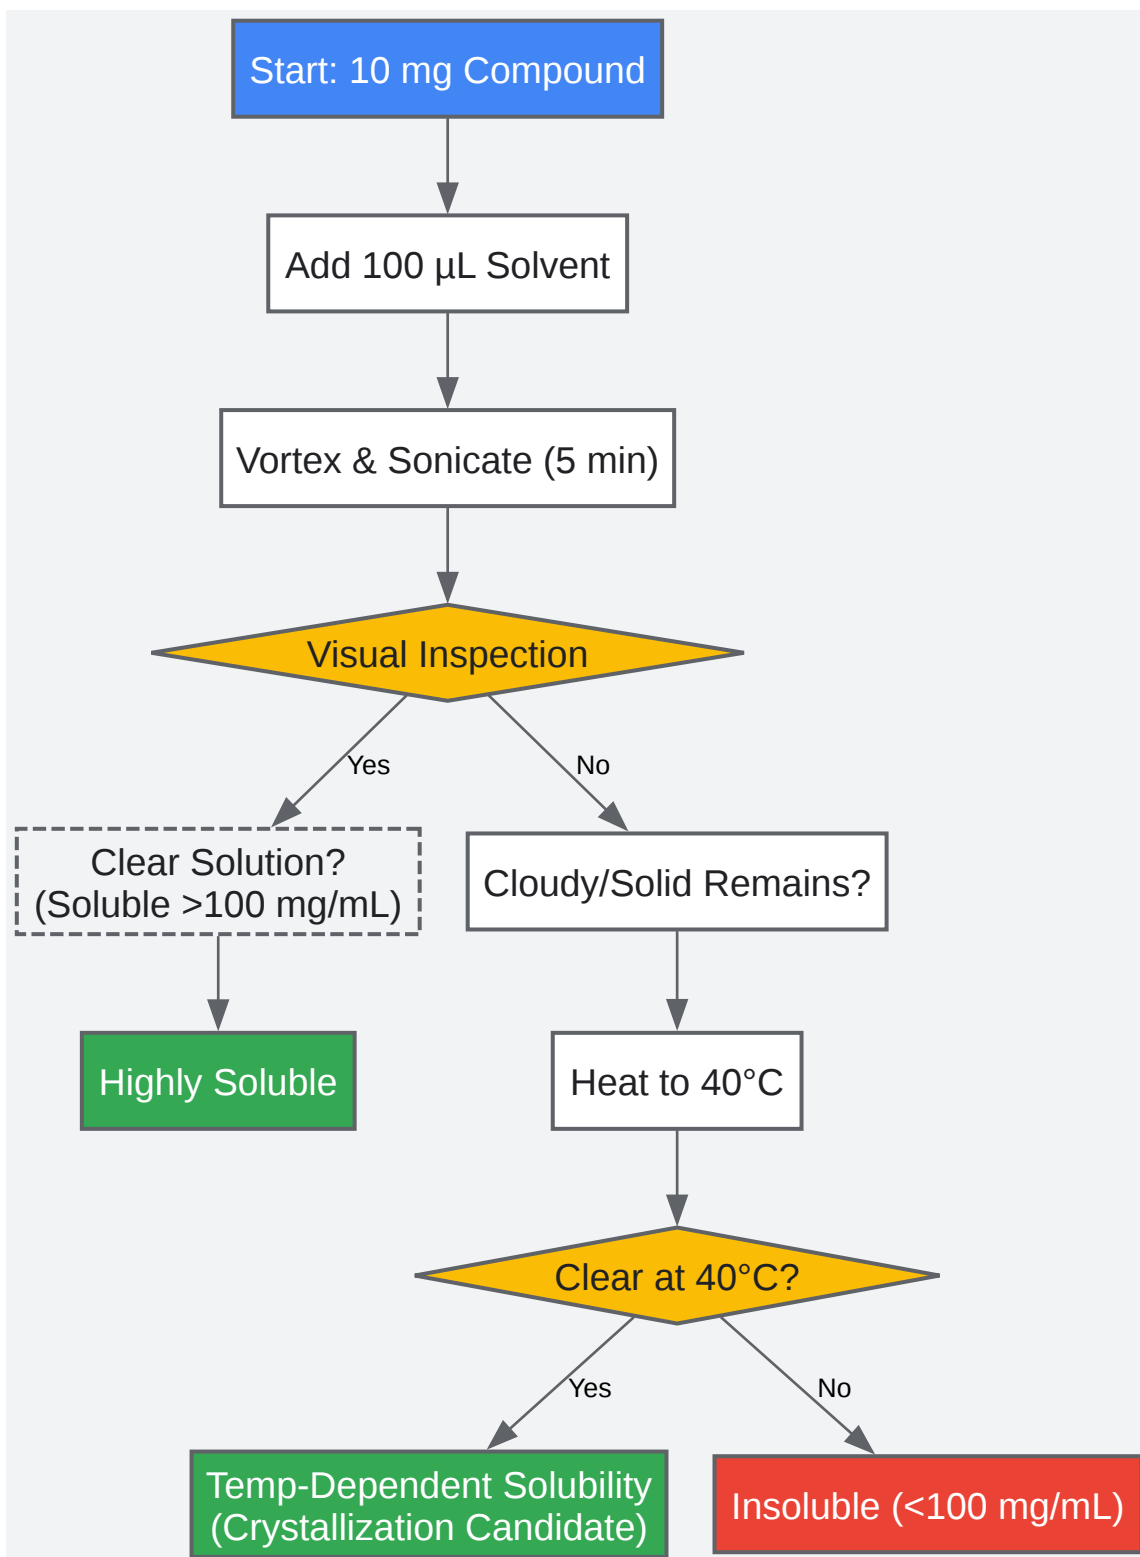 Start: 10 mg Compound
Add 100 µL Solvent
Vortex & Sonicate (5 min)
Visual Inspection
Yes
No
Clear Solution?
(Soluble >100 mg/mL)
Cloudy/Solid Remains?
Highly Soluble
Heat to 40°C
Clear at 40°C?
Yes
No
Temp-Dependent Solubility
(Crystallization Candidate)
Insoluble (<100 mg/mL)